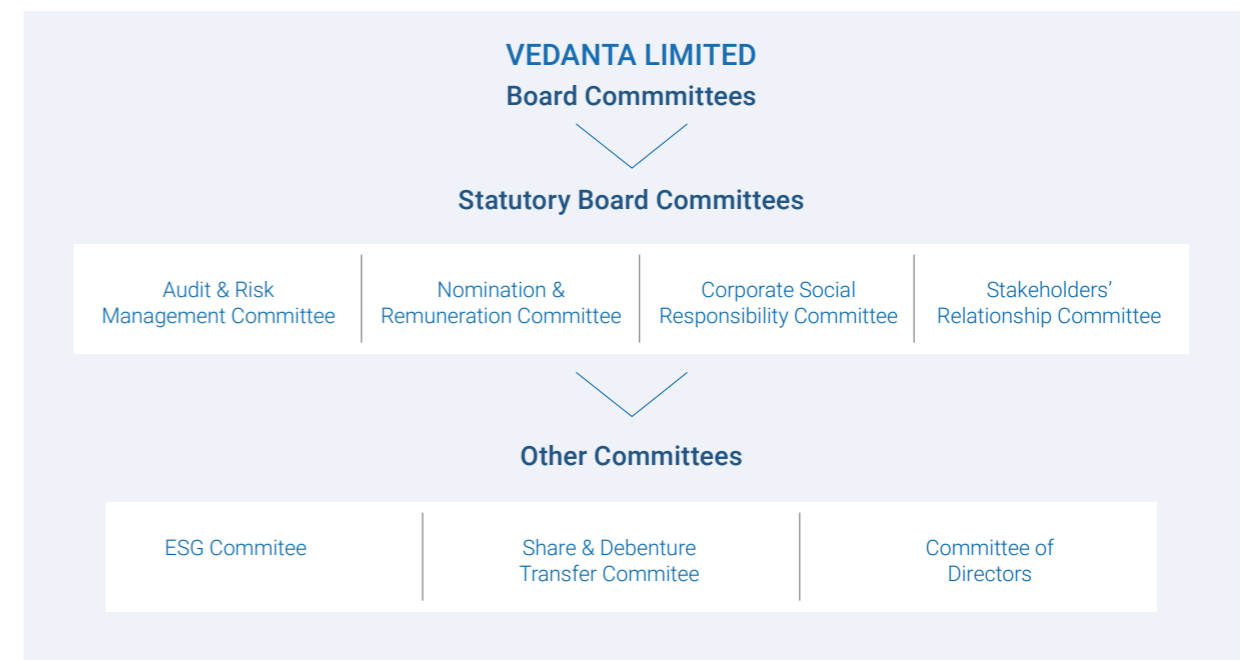 VEDANTA LIMITED
Board Commmittees
Statutory Board Committees
Audit & Risk
Management Committee
Nomination &
Remuneration Committee
Corporate Social
Responsibility Committee
Stakeholders’
Relationship Committee
Other Committees
ESG Commitee
Share & Debenture
Transfer Commitee
Committee of
Directors